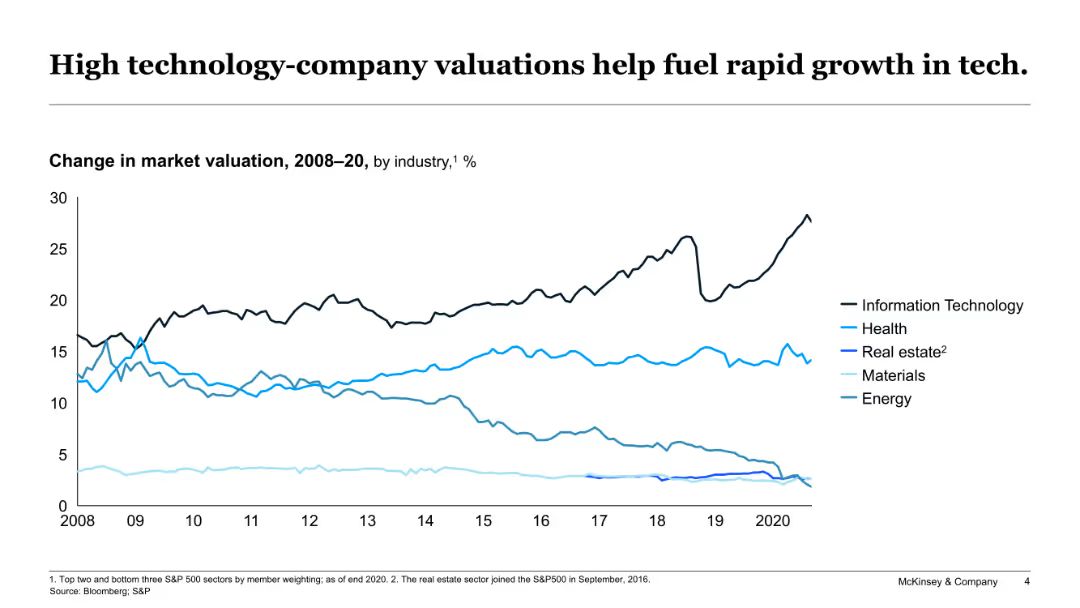 High technology-company valuations help fuel rapid growth in tech.
Change in market valuation, 2008–20, by industry,¹ %
30
25
20
15
10
5
0
2008 09 10 11 12 13 14 15 16 17 18 19 2020
Information Technology
Health
Real estate²
Materials
Energy
1. Top two and bottom three S&P 500 sectors by member weighting; as of end 2020. 2. The real estate sector joined the S&P500 in September, 2016.
Source: Bloomberg; S&P
McKinsey & Company 4